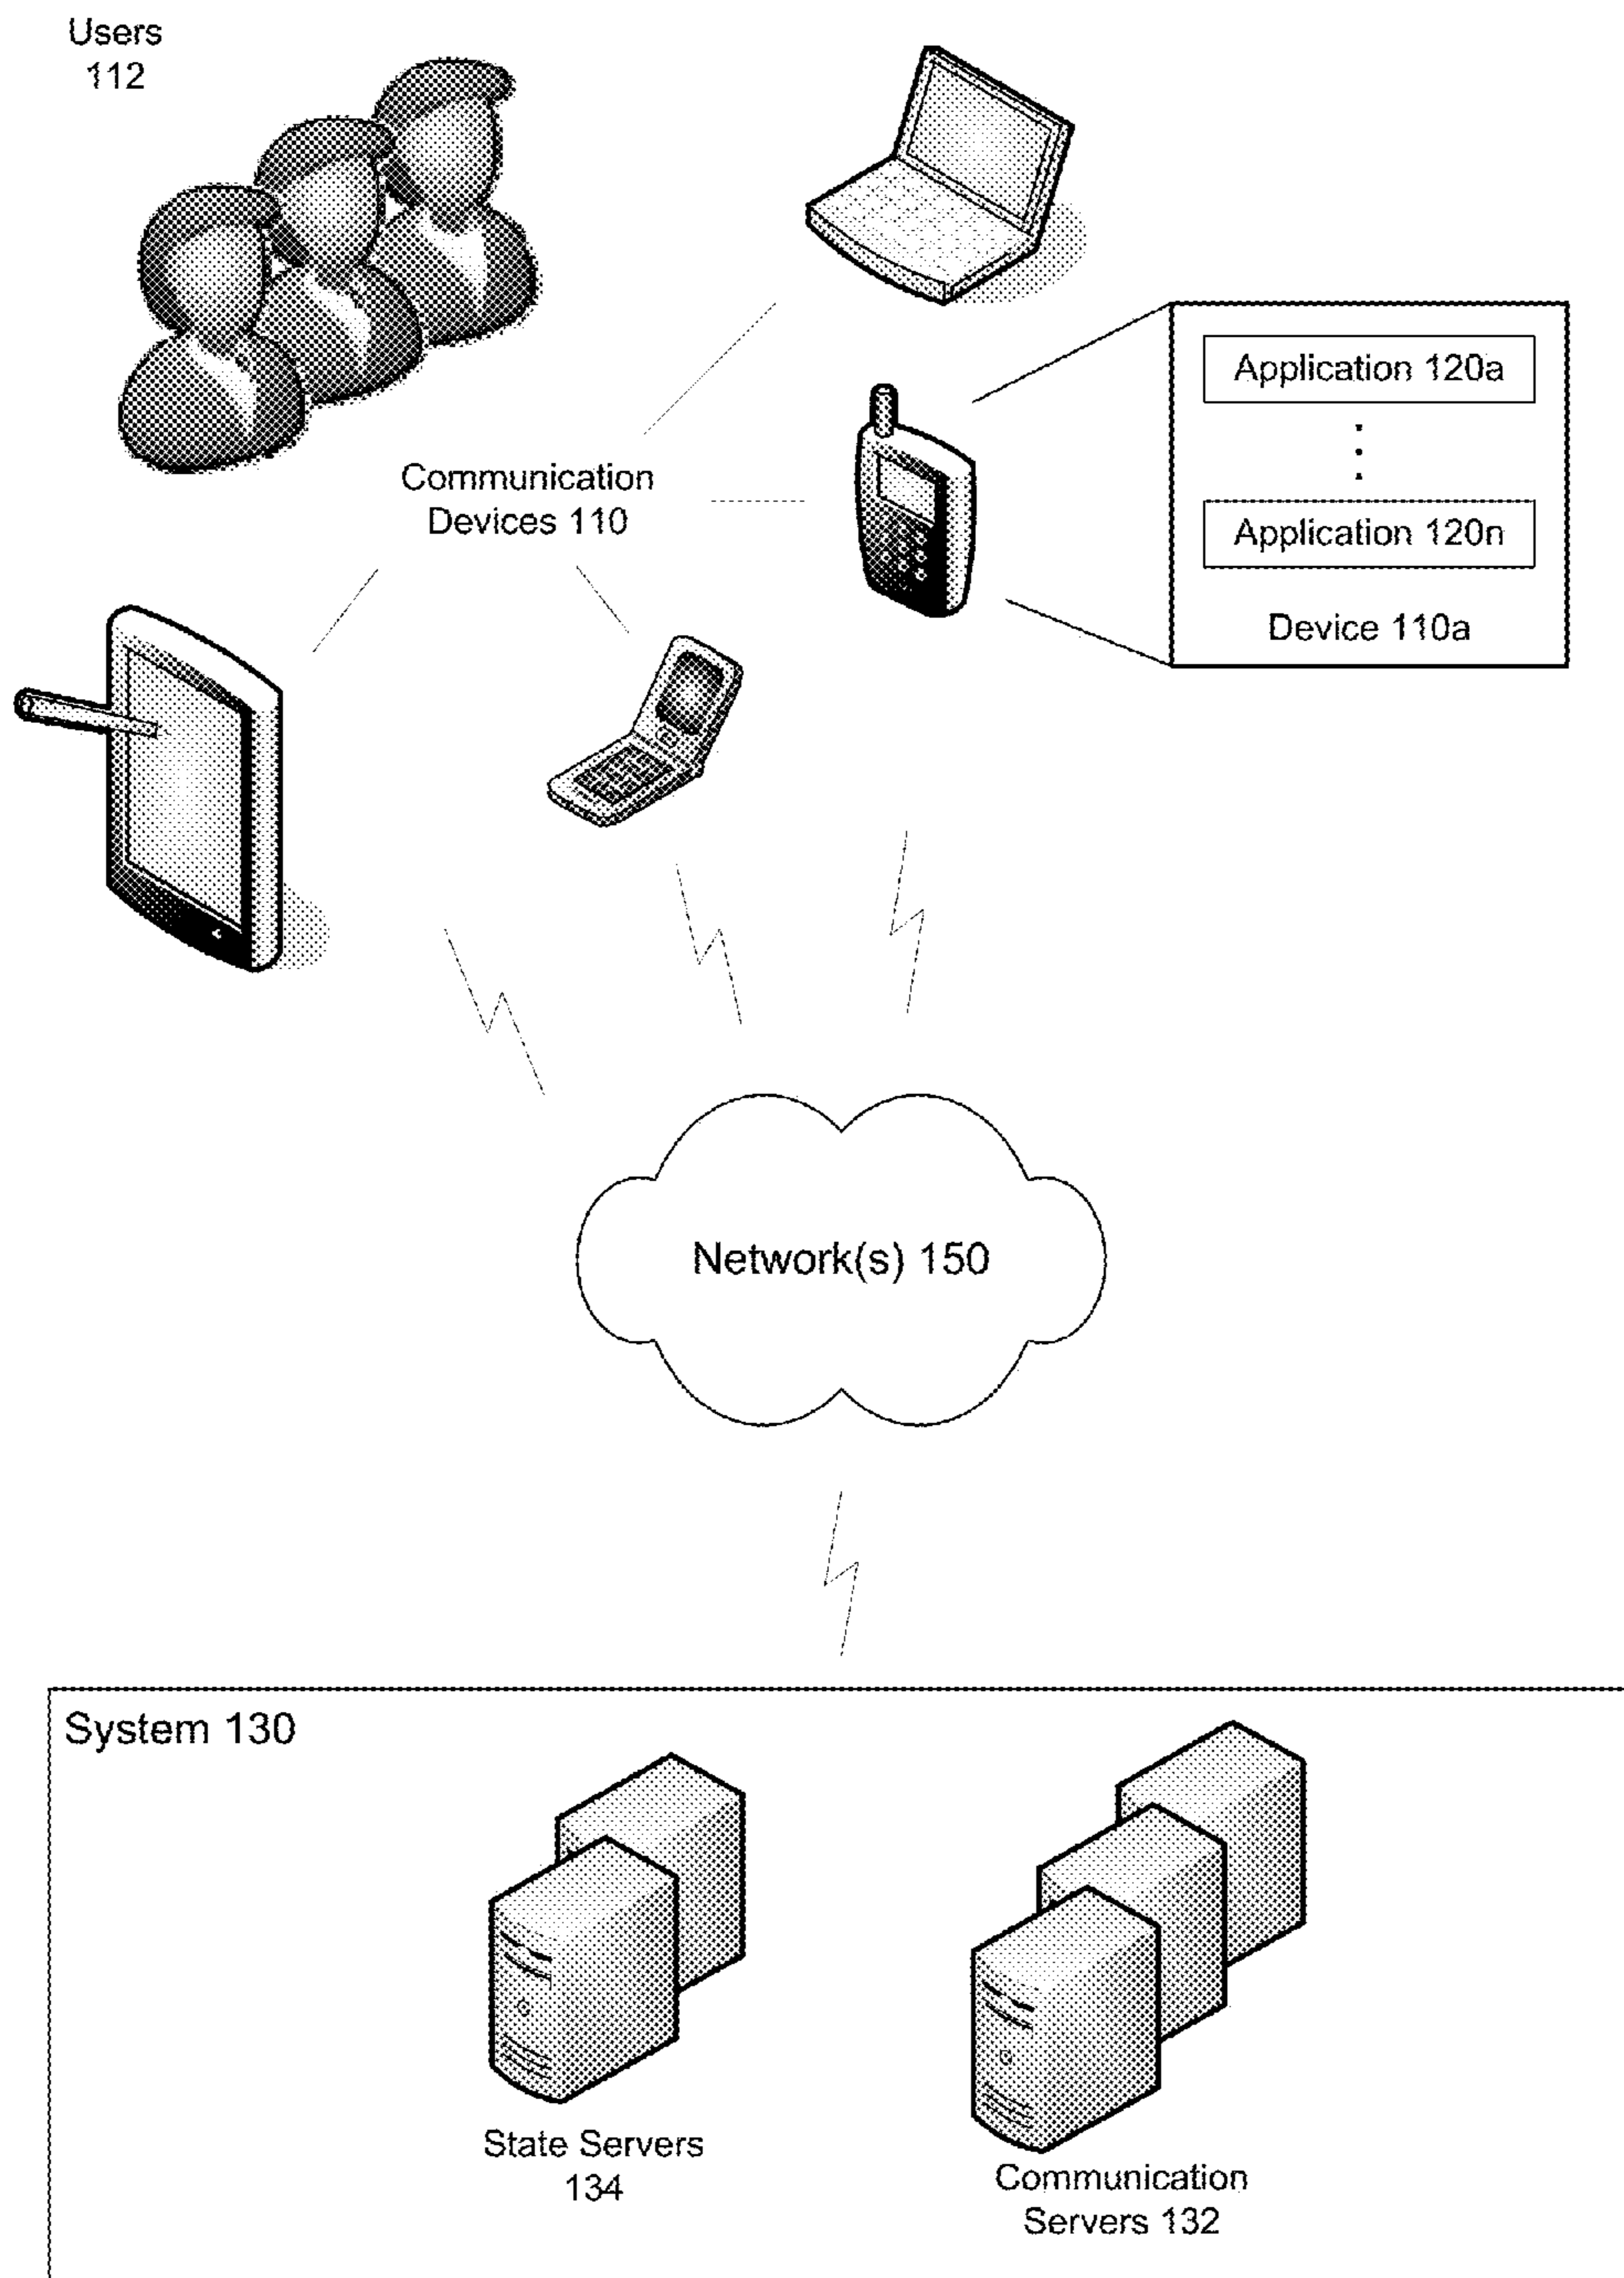 Users
112
Communication
Devices 110
Application 120a
Application 120n
Device 110a
Network(s) 150
System 130
State Servers
134
Communication
Servers 132